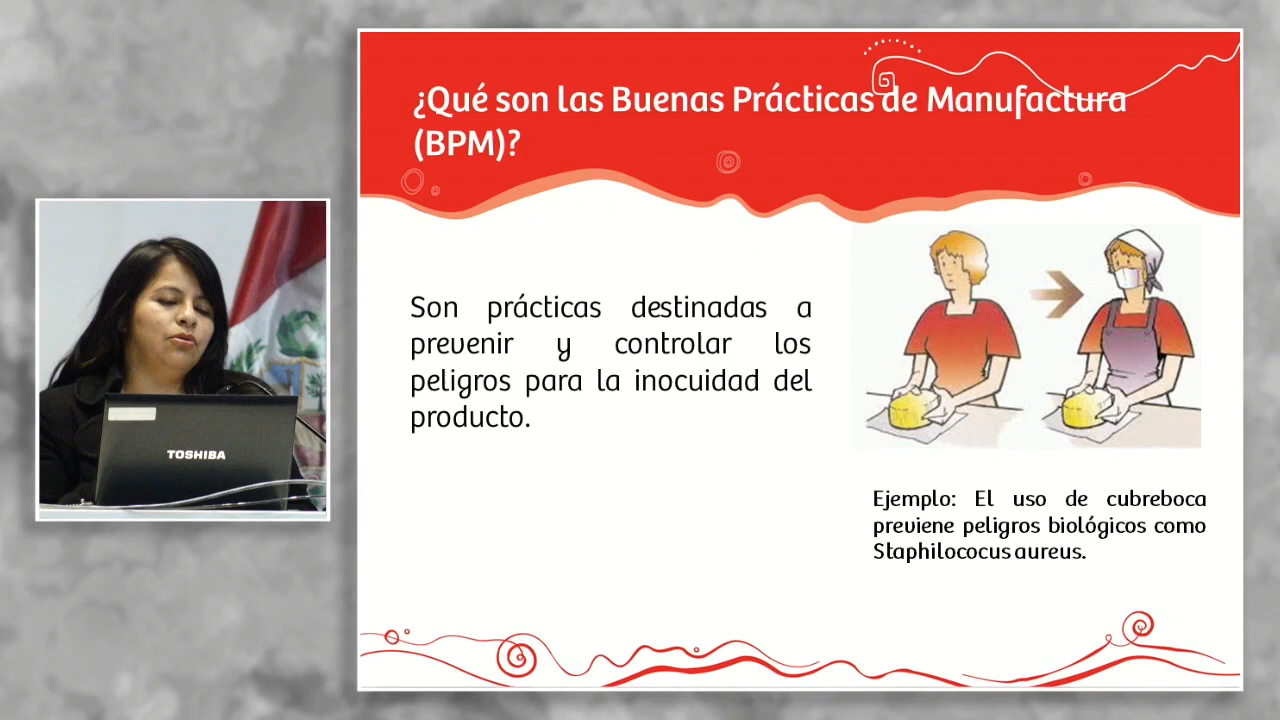 ¿Qué son las Buenas Prácticas de Manufactura
(BPM)?
Son prácticas destinadas a
prevenir y controlar los
peligros para la inocuidad del
producto.
Ejemplo: El uso de cubreboca
previene peligros biológicos como
Staphilococus aureus.
TOSHIBA